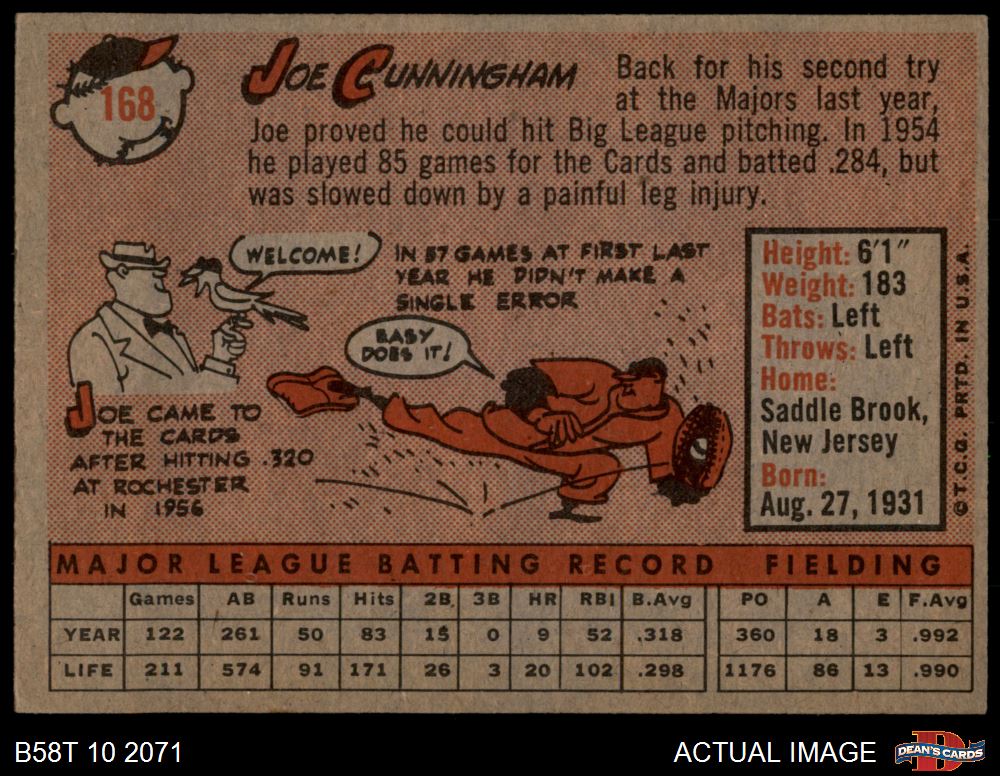 168
JOE CUNNINGHAM
Back for his second try
at the Majors last year,
Joe proved he could hit Big League pitching. In 1954
he played 85 games for the Cards and batted .284, but
was slowed down by a painful leg injury.
WELCOME!
JOE CAME TO
THE CARDS
AFTER HITTING .320
AT ROCHESTER
IN 1956
IN 57 GAMES AT FIRST LAST
YEAR HE DIDN'T MAKE A
SINGLE ERROR
EASY
DOES IT!
Height: 6'1"
Weight: 183
Bats: Left
Throws: Left
Home:
Saddle Brook,
New Jersey
Born:
Aug. 27, 1931
© T.C.G. PRTD. IN U.S.A.
MAJOR LEAGUE BATTING RECORD FIELDING
Games AB Runs Hits 2B 3B HR RBI B.Avg PO A E F.Avg
YEAR 122 261 50 83 15 0 9 52 .318 360 18 3 .992
LIFE 211 574 91 171 26 3 20 102 .298 1176 86 13 .990
B58T 10 2071
ACTUAL IMAGE
DEAN'S CARDS